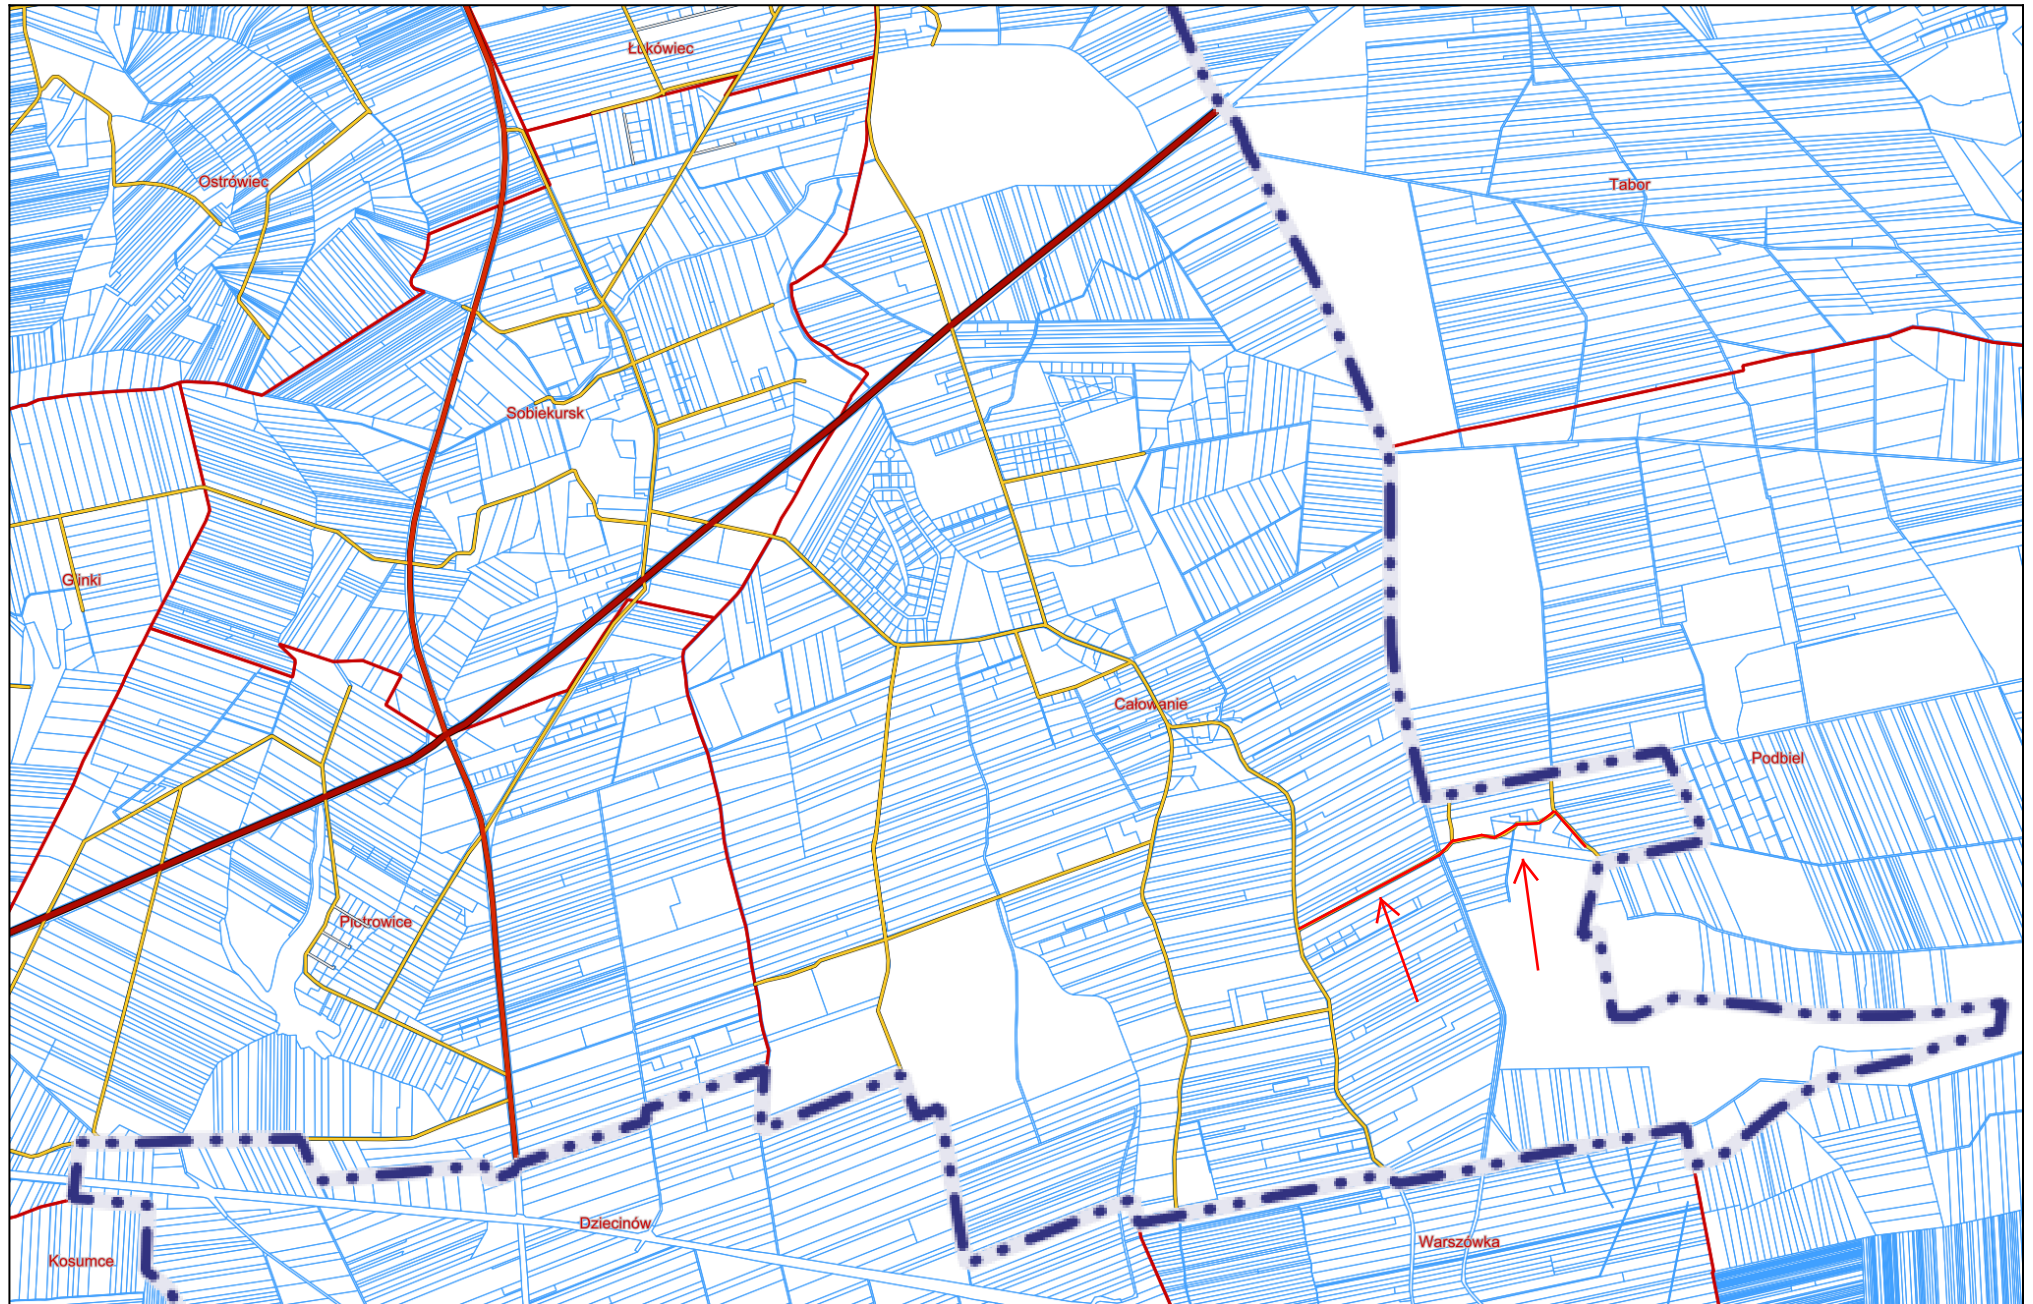 Łukówiec
Ostrówiec
Tabor
Sobiekursk
Glinki
Całowanie
Podbiel
Piotrowice
Dziecinów
Warszówka
Kosumce